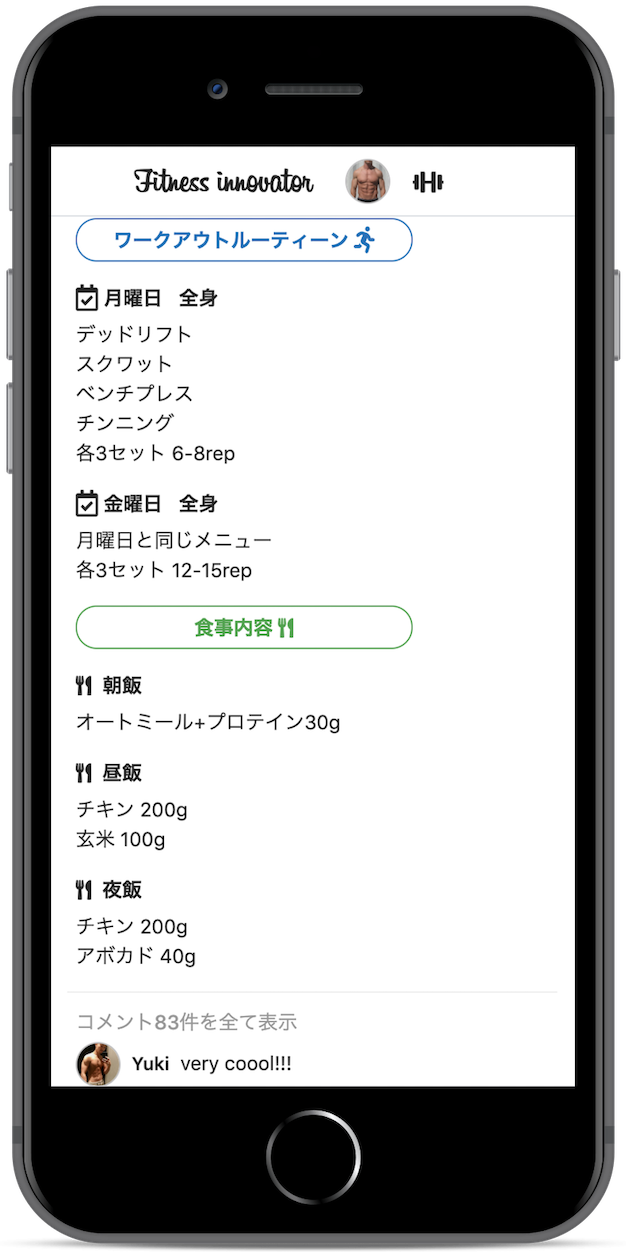 Fitness innovator
ワークアウトルーティーン
月曜日 全身
デッドリフト
スクワット
ベンチプレス
チンニング
各3セット 6-8rep
金曜日 全身
月曜日と同じメニュー
各3セット 12-15rep
食事内容
朝飯
オートミール+プロテイン30g
昼飯
チキン 200g
玄米 100g
夜飯
チキン 200g
アボカド 40g
コメント83件を全て表示
Yuki very coool!!!